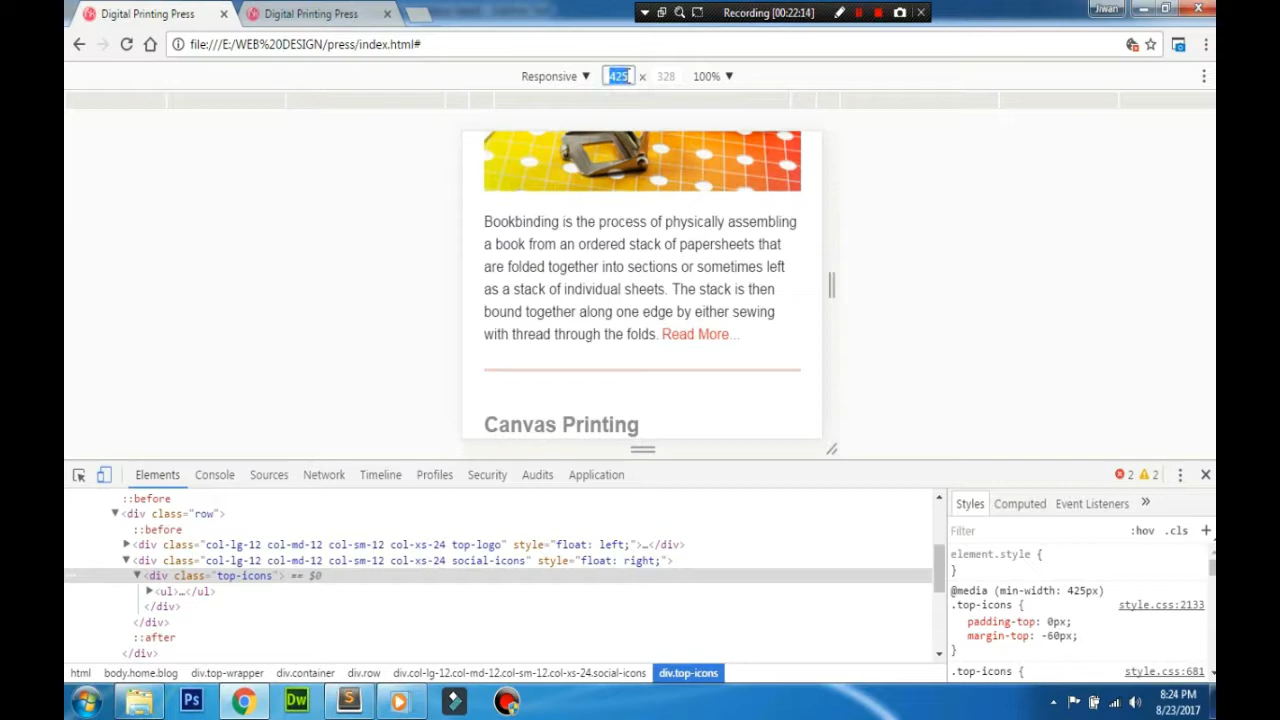 Digital Printing Press
Digital Printing Press
Recording [00:22:14]
Jiwan
file:///E:/WEB%20DESIGN/press/index.html#
Responsive ▼ 425 × 328 100% ▼
Bookbinding is the process of physically assembling
a book from an ordered stack of papersheets that
are folded together into sections or sometimes left
as a stack of individual sheets. The stack is then
bound together along one edge by either sewing
with thread through the folds. Read More...
Canvas Printing
Elements Console Sources Network Timeline Profiles Security Audits Application
2 2
::before
▼<div class="row">
::before
▶<div class="col-lg-12 col-md-12 col-sm-12 col-xs-24 top-logo" style="float: left;">…</div>
▼<div class="col-lg-12 col-md-12 col-sm-12 col-xs-24 social-icons" style="float: right;">
▼<div class="top-icons"> == $0
▶<ul>…</ul>
</div>
</div>
::after
</div>
html body.home.blog div.top-wrapper div.container div.row div.col-lg-12.col-md-12.col-sm-12.col-xs-24.social-icons div.top-icons
Styles Computed Event Listeners »
Filter :hov .cls +
element.style {
}
@media (min-width: 425px)
.top-icons { style.css:2133
padding-top: 0px;
margin-top: -60px;
}
.top-icons { style.css:681
Ps Dw S
8:24 PM
8/23/2017